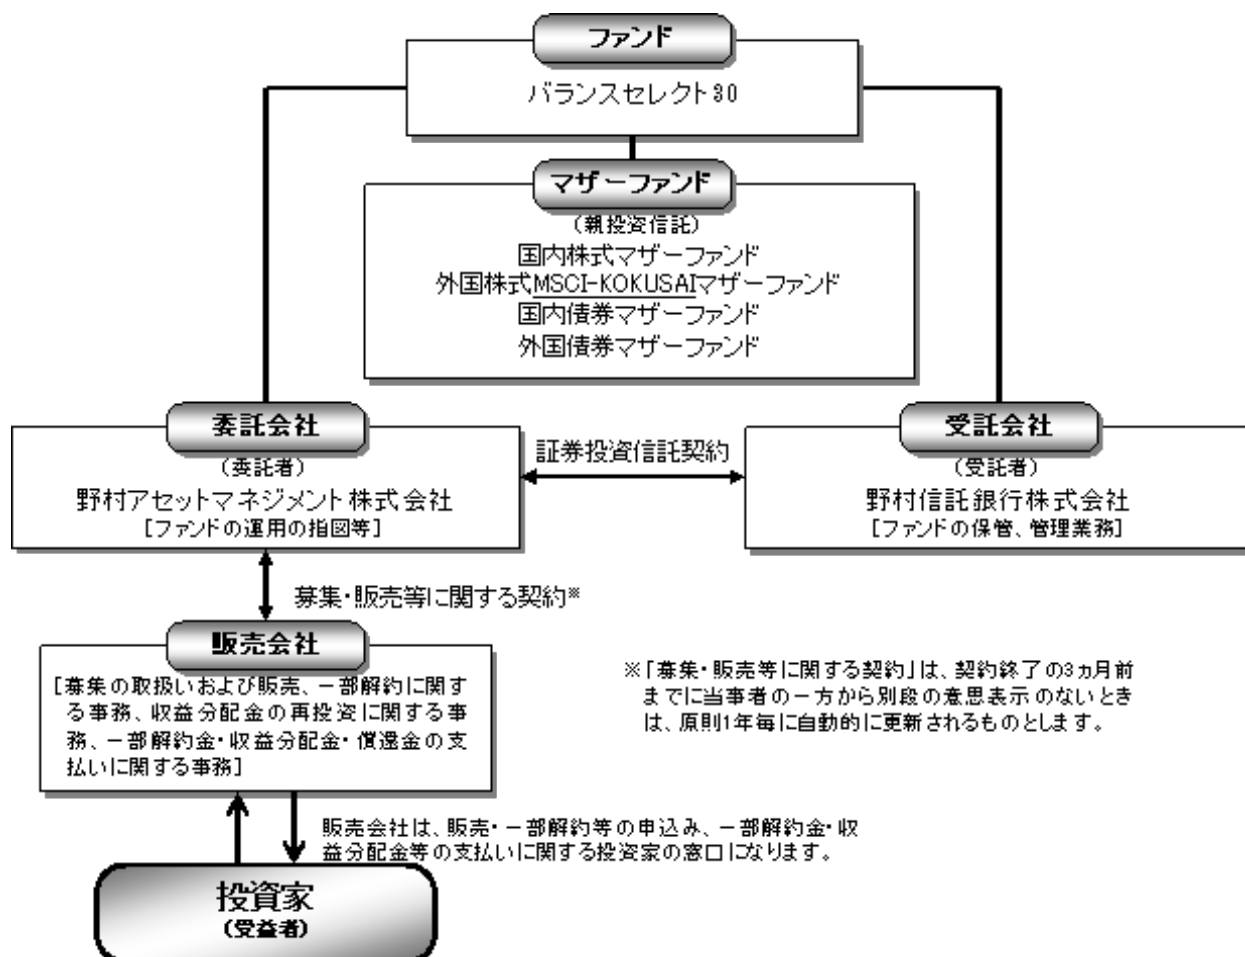 ファンド
バランスセレクト30
マザーファンド
(親投資信託)
国内株式マザーファンド
外国株式MSCI-KOKUSAIマザーファンド
国内債券マザーファンド
外国債券マザーファンド
委託会社
(委託者)
野村アセットマネジメント株式会社
[ファンドの運用の指図等]
証券投資信託契約
受託会社
(受託者)
野村信託銀行株式会社
[ファンドの保管、管理業務]
募集・販売等に関する契約※
販売会社
[募集の取扱いおよび販売、一部解約に関す
る事務、収益分配金の再投資に関する事
務、一部解約金・収益分配金・償還金の支
払いに関する事務]
※「募集・販売等に関する契約」は、契約終了の3ヵ月前
までに当事者の一方から別段の意思表示のないとき
は、原則1年毎に自動的に更新されるものとします。
販売会社は、販売・一部解約等の申込み、一部解約金・収
益分配金等の支払いに関する投資家の窓口になります。
投資家
(受益者)